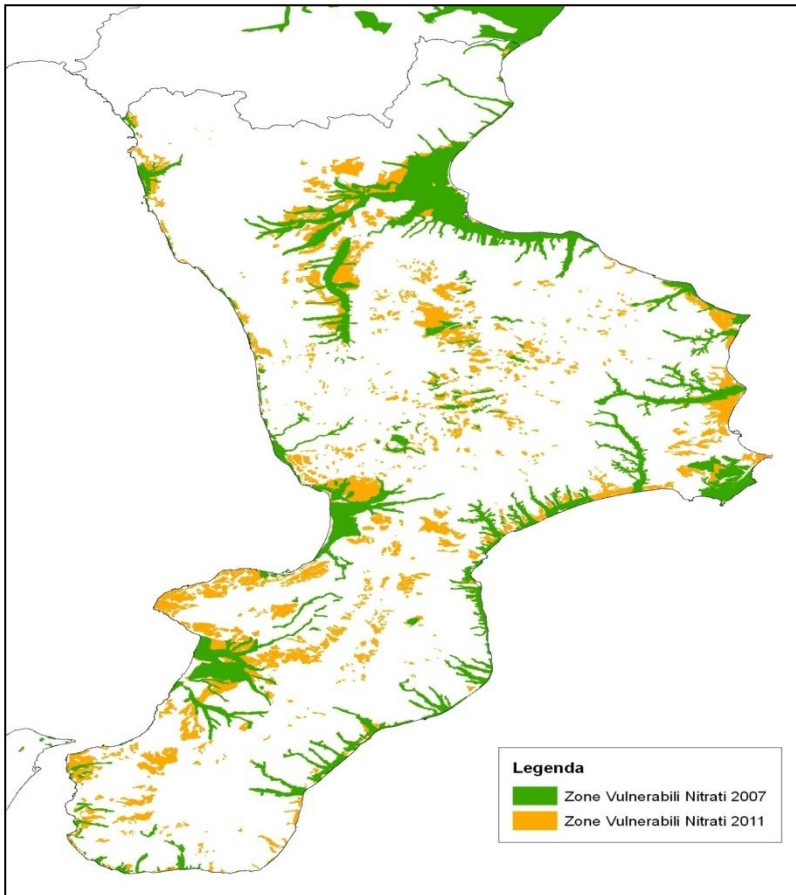 Legenda
Zone Vulnerabili Nitrati 2007
Zone Vulnerabili Nitrati 2011